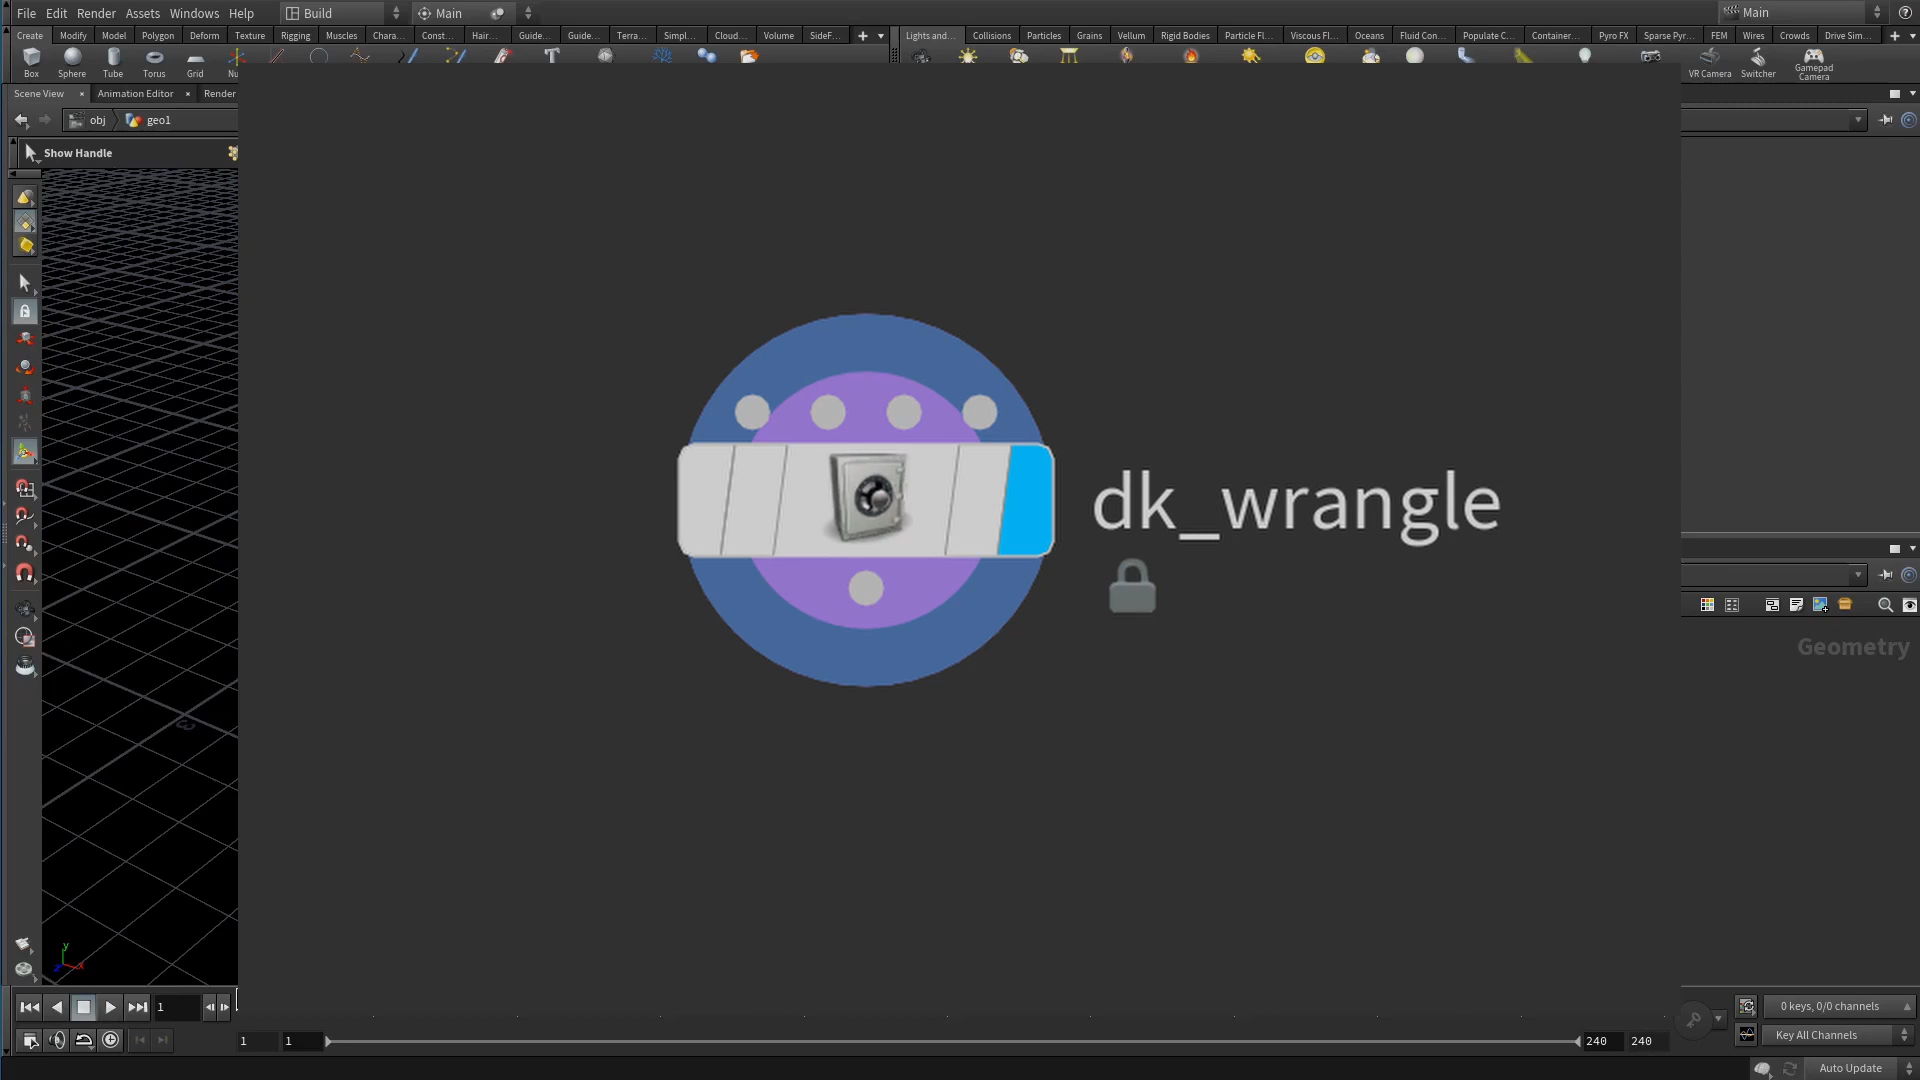 File Edit Render Assets Windows Help Build Main Main
Create Modify Model Polygon Deform Texture Rigging Muscles Chara... Const... Hair... Guide... Guide... Terra... Simpl... Cloud... Volume SideF... Lights and... Collisions Particles Grains Vellum Rigid Bodies Particle Fl... Viscous Fl... Oceans Fluid Con... Populate C... Container... Pyro FX Sparse Pyr... FEM Wires Crowds Drive Sim...
Box Sphere Tube Torus Grid VR Camera Switcher Gamepad
Camera
Scene View Animation Editor Render
obj geo1
Show Handle
dk_wrangle
Geometry
3
y
z x
1 0 keys, 0/0 channels
1 1 240 240 Key All Channels
Auto Update